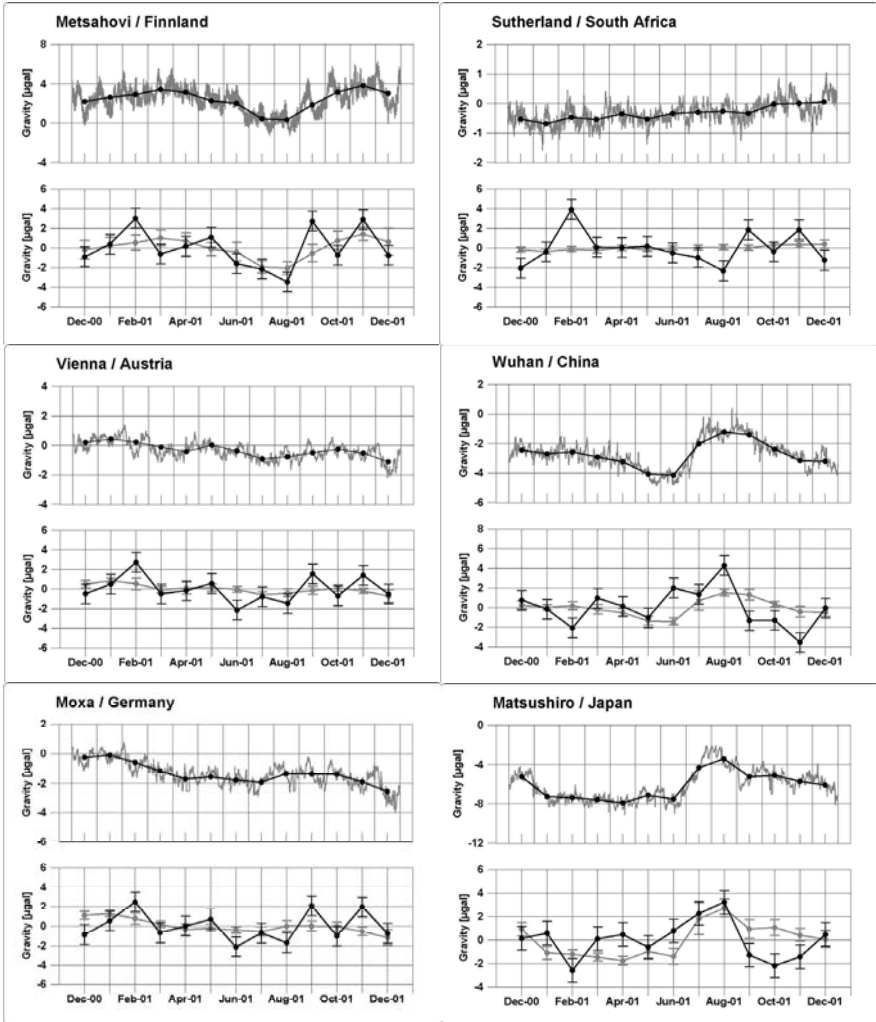 Metsahovi / Finnland
Gravity [µgal]
8
4
0
-4
Gravity [µgal]
6
4
2
0
-2
-4
-6
Dec-00 Feb-01 Apr-01 Jun-01 Aug-01 Oct-01 Dec-01
Sutherland / South Africa
Gravity [µgal]
2
1
0
-1
-2
Gravity [µgal]
6
4
2
0
-2
-4
-6
Dec-00 Feb-01 Apr-01 Jun-01 Aug-01 Oct-01 Dec-01
Vienna / Austria
Gravity [µgal]
4
2
0
-2
-4
Gravity [µgal]
6
4
2
0
-2
-4
-6
Dec-00 Feb-01 Apr-01 Jun-01 Aug-01 Oct-01 Dec-01
Wuhan / China
Gravity [µgal]
2
0
-2
-4
-6
Gravity [µgal]
8
6
4
2
0
-2
-4
Dec-00 Feb-01 Apr-01 Jun-01 Aug-01 Oct-01 Dec-01
Moxa / Germany
Gravity [µgal]
2
0
-2
-4
-6
Gravity [µgal]
6
4
2
0
-2
-4
-6
Dec-00 Feb-01 Apr-01 Jun-01 Aug-01 Oct-01 Dec-01
Matsushiro / Japan
Gravity [µgal]
0
-4
-8
-12
Gravity [µgal]
6
4
2
0
-2
-4
Dec-00 Feb-01 Apr-01 Jun-01 Aug-01 Oct-01 Dec-01